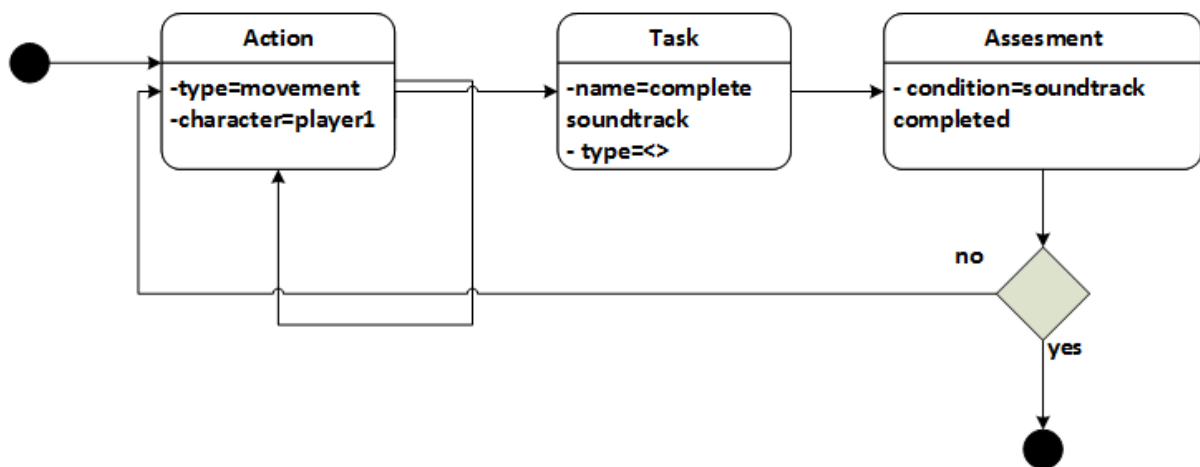 Action
-type=movement
-character=player1
Task
-name=complete
soundtrack
- type=<>
Assesment
- condition=soundtrack
completed
no
yes